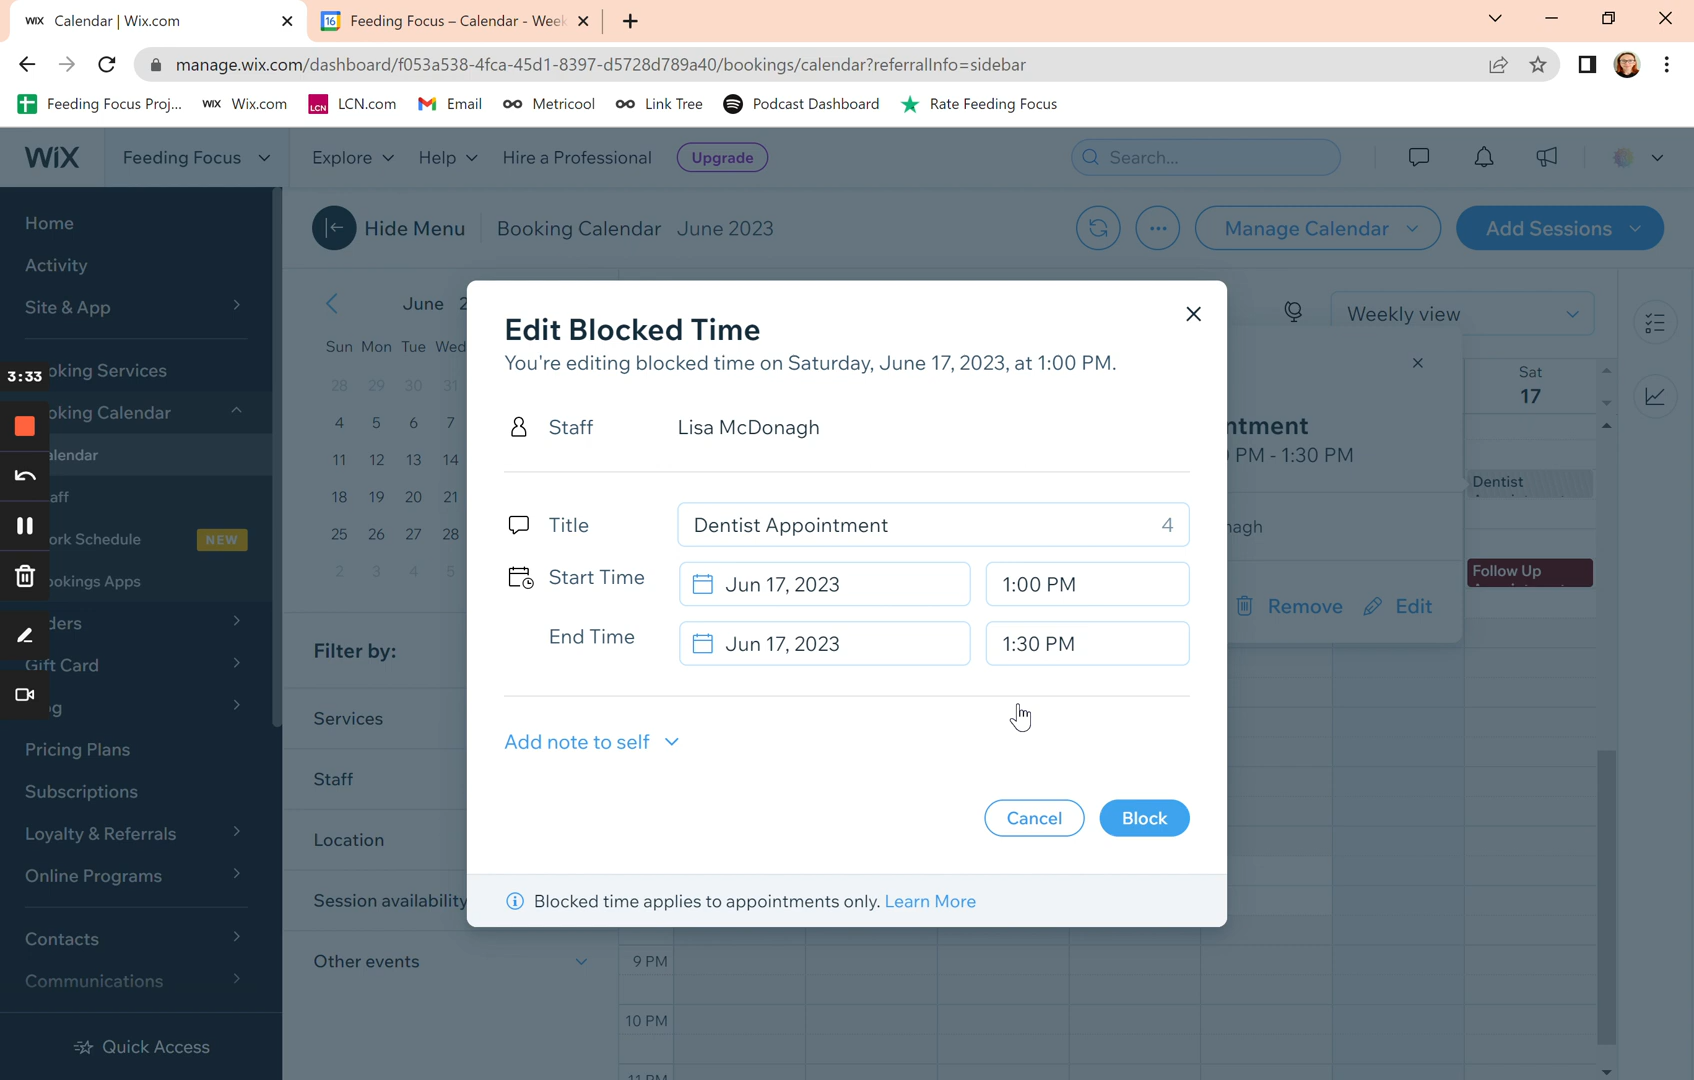 WIX Calendar | Wix.com
16 Feeding Focus – Calendar - Week
manage.wix.com/dashboard/f053a538-4fca-45d1-8397-d5728d789a40/bookings/calendar?referralInfo=sidebar
Feeding Focus Proj... WIX Wix.com LCN LCN.com Email Metricool Link Tree Podcast Dashboard Rate Feeding Focus
WIX Feeding Focus Explore Help Hire a Professional Upgrade Search...
Home
Activity
Site & App
3:33
oking Services
oking Calendar
alendar
aff
ork Schedule NEW
ookings Apps
ders
Gift Card
g
Pricing Plans
Subscriptions
Loyalty & Referrals
Online Programs
Contacts
Communications
Quick Access
Hide Menu Booking Calendar June 2023 Manage Calendar Add Sessions
June 2
Sun Mon Tue Wed
28 29 30 31
4 5 6 7
11 12 13 14
18 19 20 21
25 26 27 28
2 3 4 5
Filter by:
Services
Staff
Location
Session availability
Other events
Edit Blocked Time
You're editing blocked time on Saturday, June 17, 2023, at 1:00 PM.
Staff Lisa McDonagh
Title Dentist Appointment 4
Start Time Jun 17, 2023 1:00 PM
End Time Jun 17, 2023 1:30 PM
Add note to self
Cancel Block
Blocked time applies to appointments only. Learn More
Weekly view
Sat
17
ntment
PM - 1:30 PM
nagh
Remove Edit
Dentist
Follow Up
9 PM
10 PM
11 PM